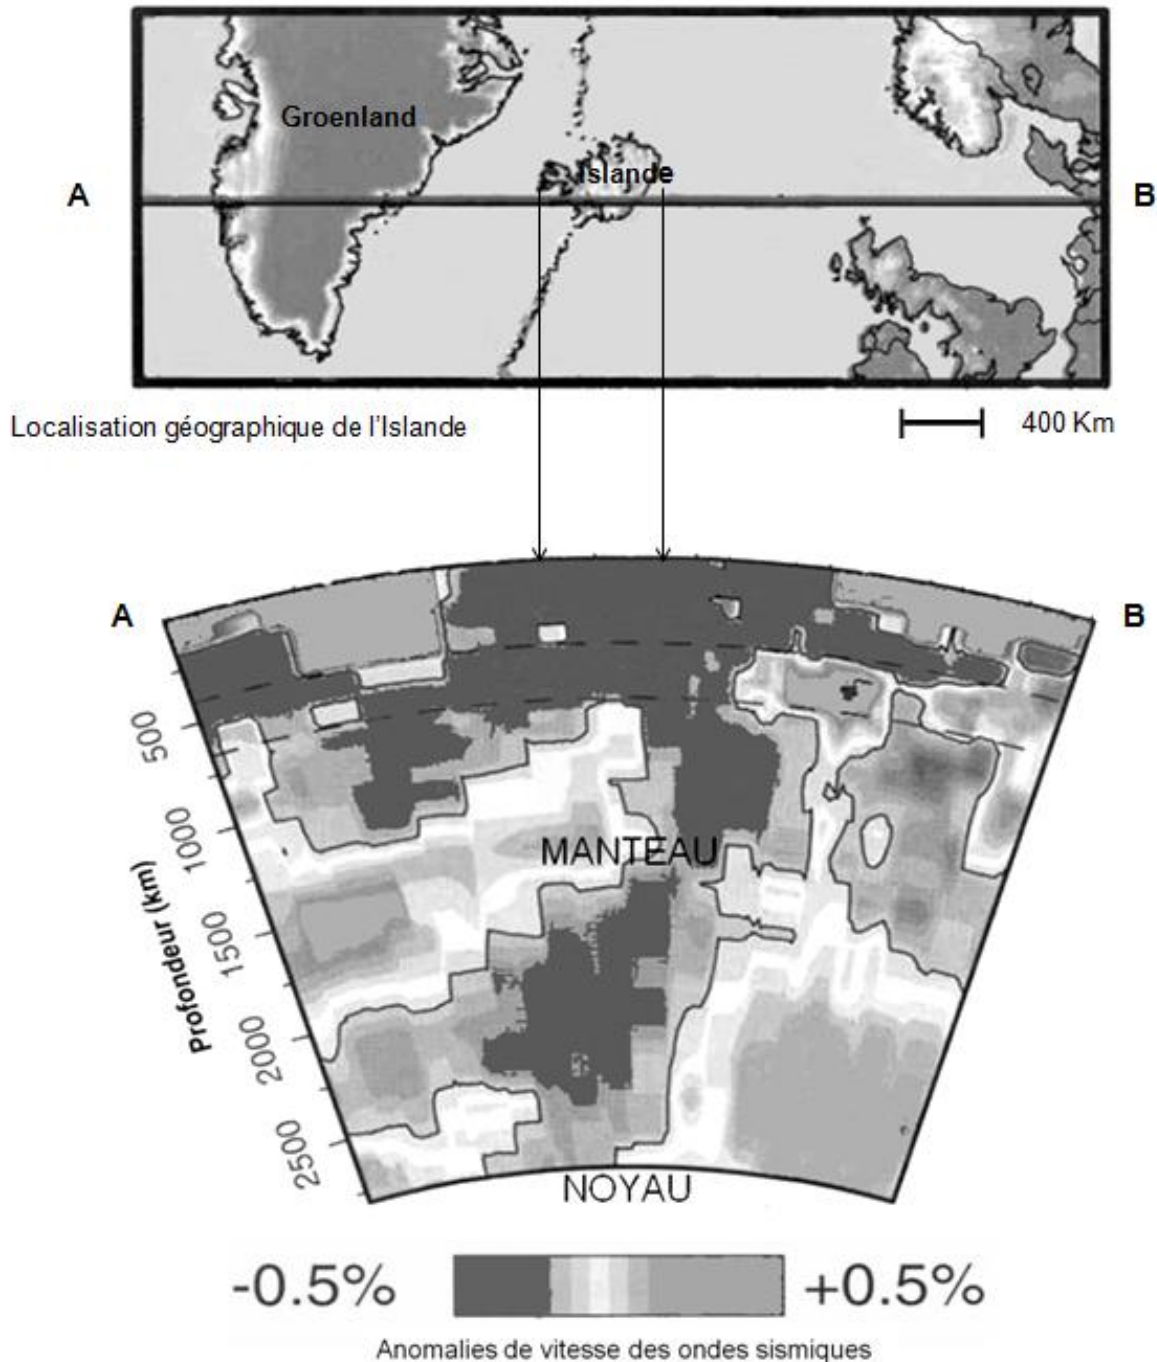 Groenland
Islande
A
B
Localisation géographique de l'Islande
400 Km
A
B
500
1000
1500
2000
2500
Profondeur (km)
MANTEAU
NOYAU
-0.5%
+0.5%
Anomalies de vitesse des ondes sismiques